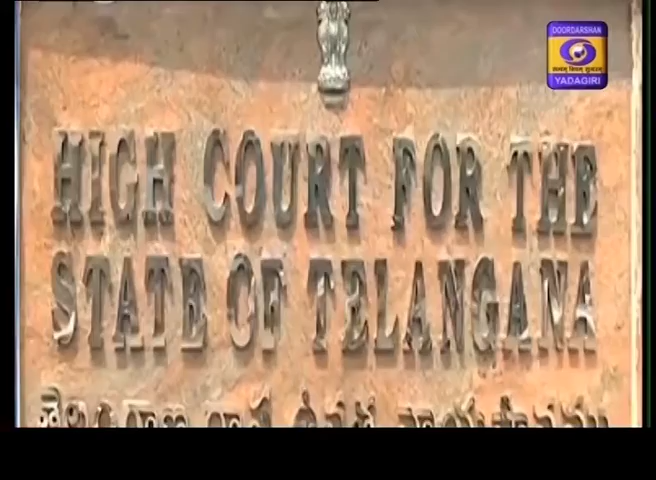 DOORDARSHAN
YADAGIRI
HIGH COURT FOR THE
STATE OF TELANGANA